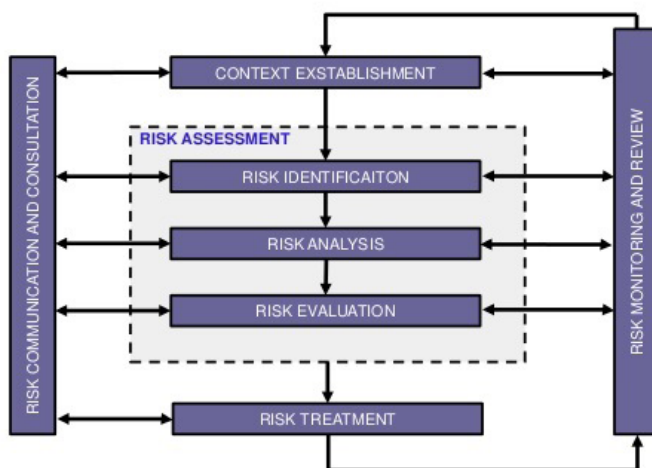 CONTEXT EXSTABLISHMENT
RISK ASSESSMENT
RISK IDENTIFICAITON
RISK ANALYSIS
RISK EVALUATION
RISK TREATMENT
RISK COMMUNICATION AND CONSULTATION
RISK MONITORING AND REVIEW